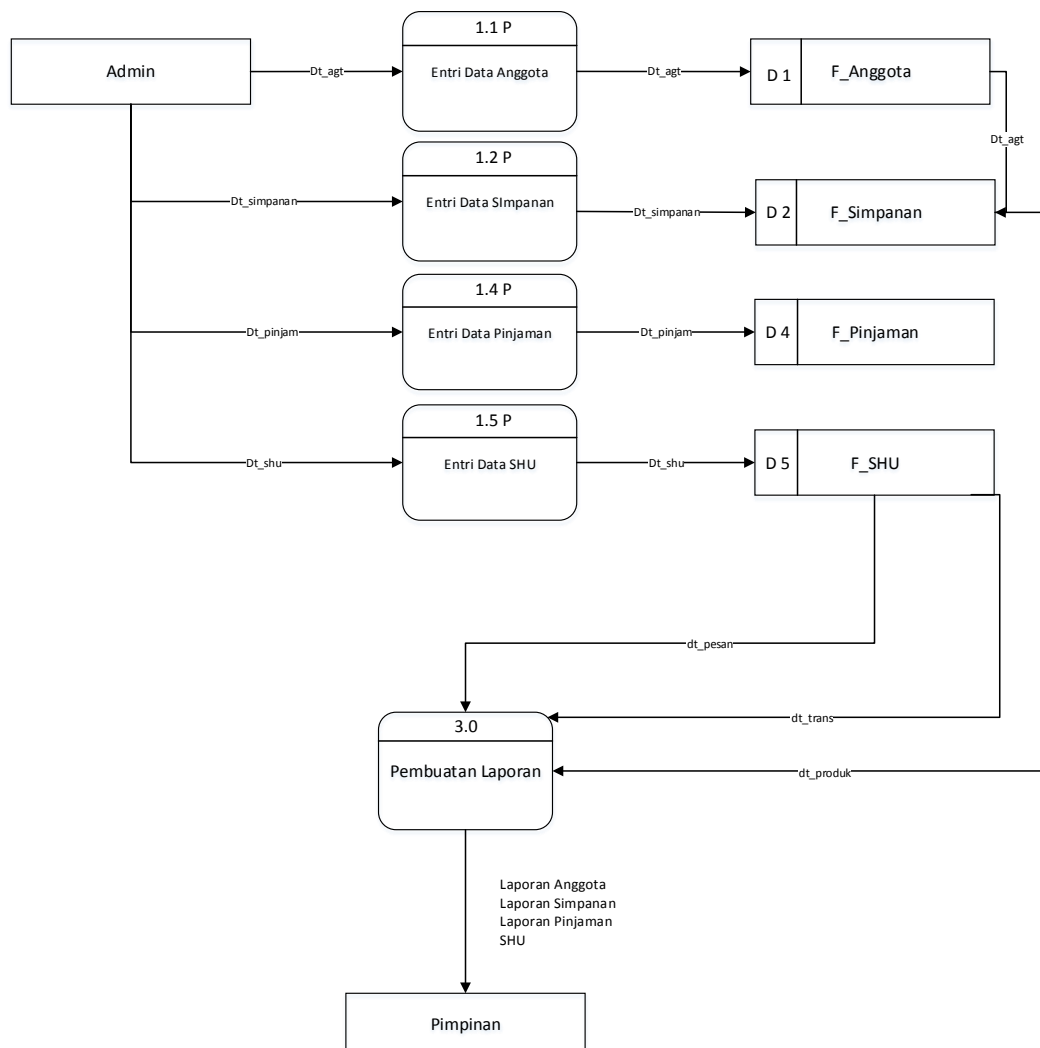 1.1 P
Admin
Dt_agt
Entri Data Anggota
Dt_agt
D 1
F_Anggota
Dt_agt
1.2 P
Dt_simpanan
Entri Data SImpanan
Dt_simpanan
D 2
F_Simpanan
1.4 P
Dt_pinjam
Entri Data Pinjaman
Dt_pinjam
D 4
F_Pinjaman
1.5 P
Dt_shu
Entri Data SHU
Dt_shu
D 5
F_SHU
dt_pesan
dt_trans
3.0
Pembuatan Laporan
dt_produk
Laporan Anggota
Laporan Simpanan
Laporan Pinjaman
SHU
Pimpinan